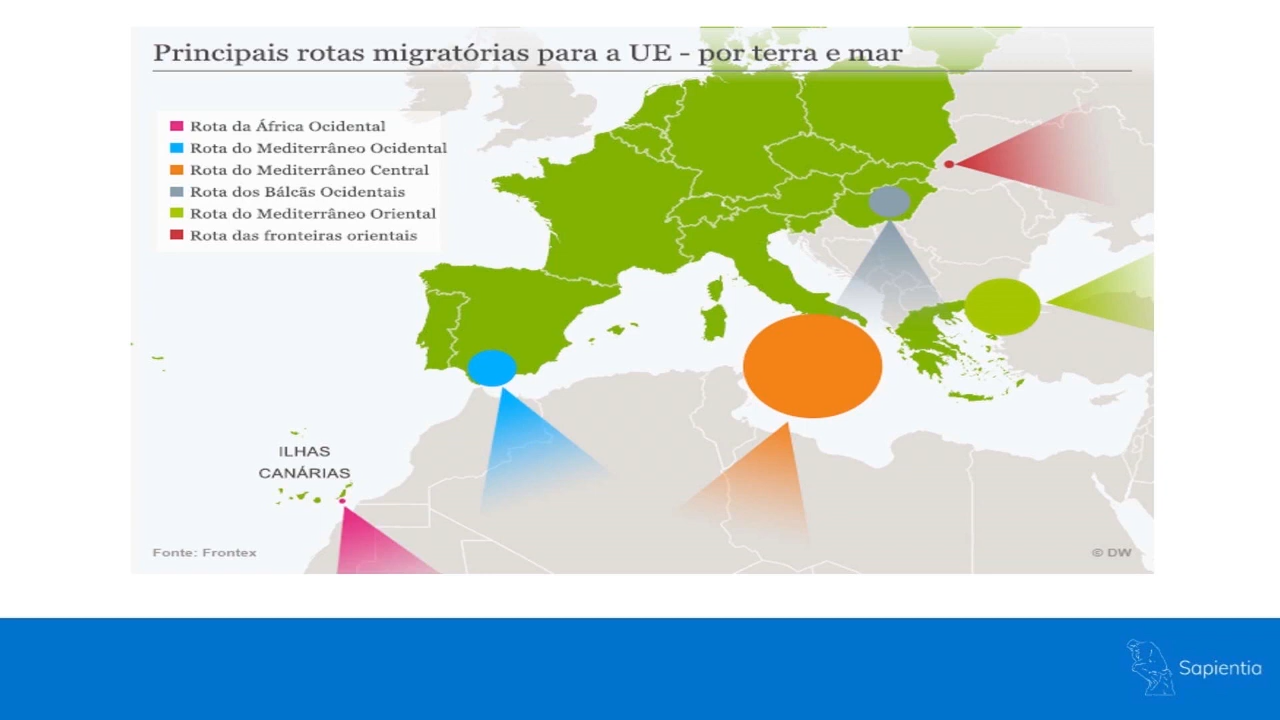 Principais rotas migratórias para a UE - por terra e mar
Rota da África Ocidental
Rota do Mediterrâneo Ocidental
Rota do Mediterrâneo Central
Rota dos Bálcãs Ocidentais
Rota do Mediterrâneo Oriental
Rota das fronteiras orientais
ILHAS
CANÁRIAS
Fonte: Frontex
© DW
Sapientia